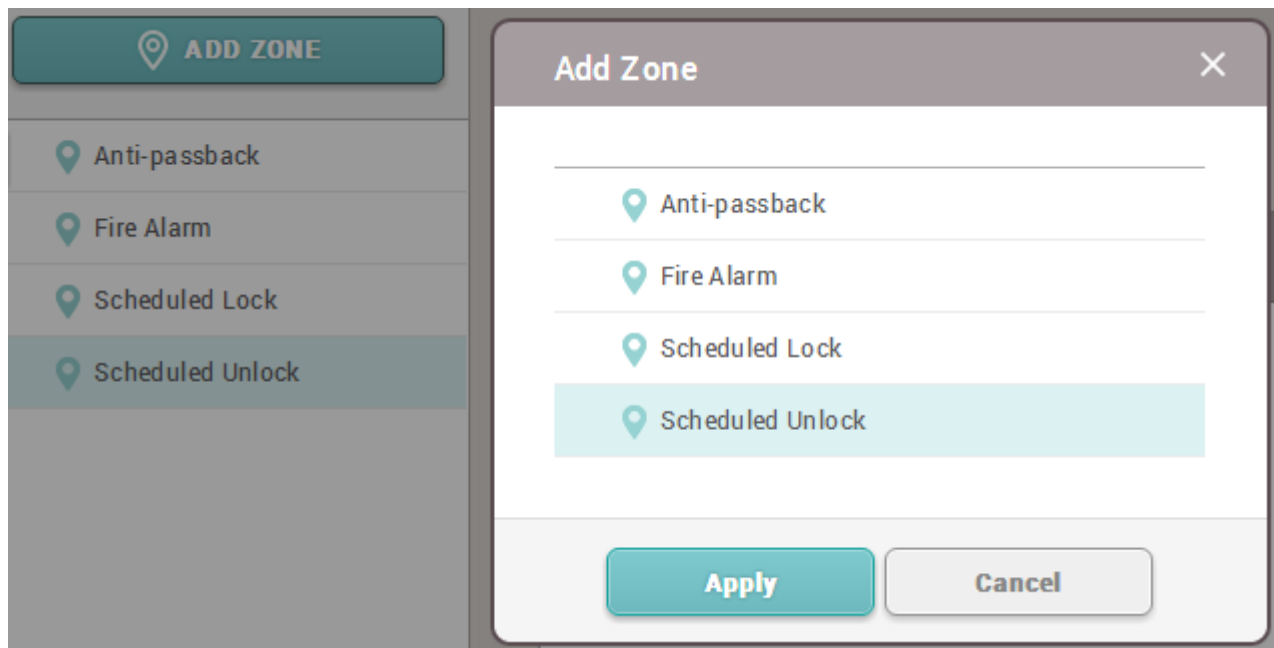 ADD ZONE
Anti-passback
Fire Alarm
Scheduled Lock
Scheduled Unlock
Add Zone
Anti-passback
Fire Alarm
Scheduled Lock
Scheduled Unlock
Apply
Cancel